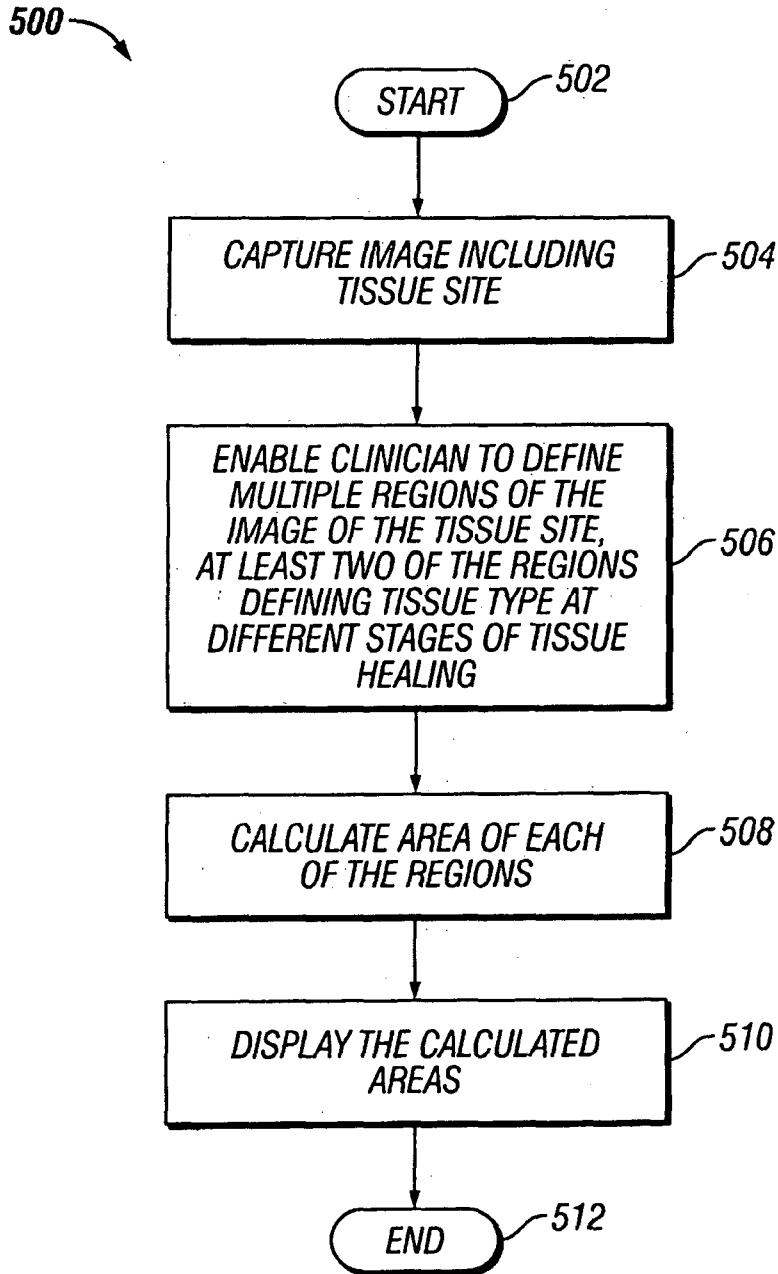 500
START
502
CAPTURE IMAGE INCLUDING
TISSUE SITE
504
ENABLE CLINICIAN TO DEFINE
MULTIPLE REGIONS OF THE
IMAGE OF THE TISSUE SITE,
AT LEAST TWO OF THE REGIONS
DEFINING TISSUE TYPE AT
DIFFERENT STAGES OF TISSUE
HEALING
506
CALCULATE AREA OF EACH
OF THE REGIONS
508
DISPLAY THE CALCULATED
AREAS
510
END
512